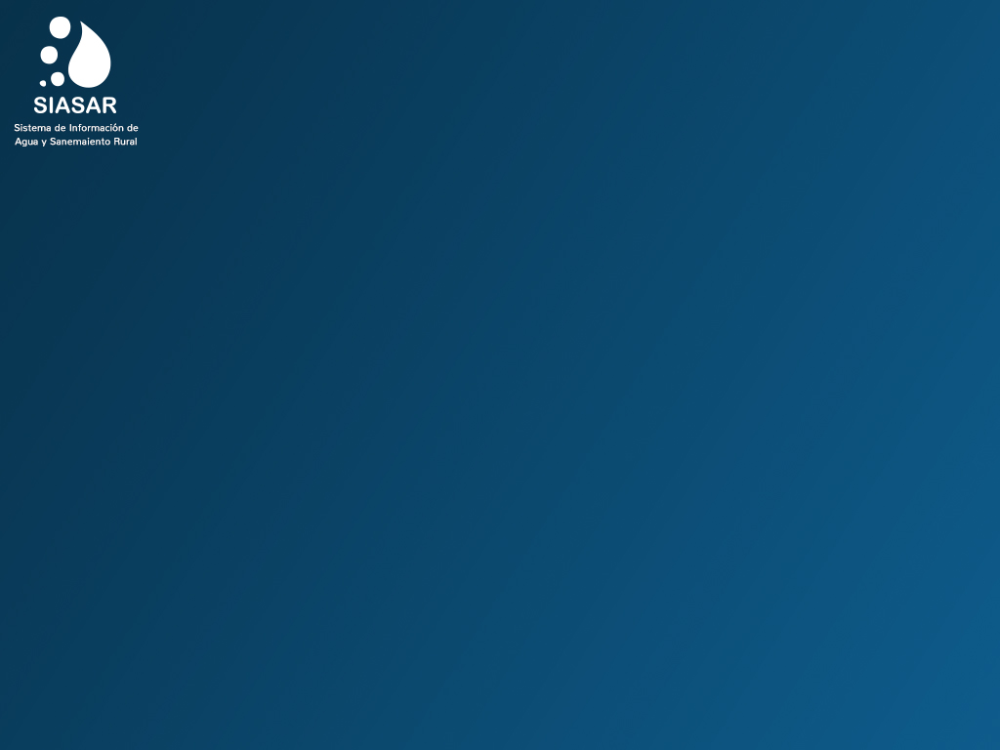 SIASAR
Sistema de Información de
Agua y Sanemaiento Rural